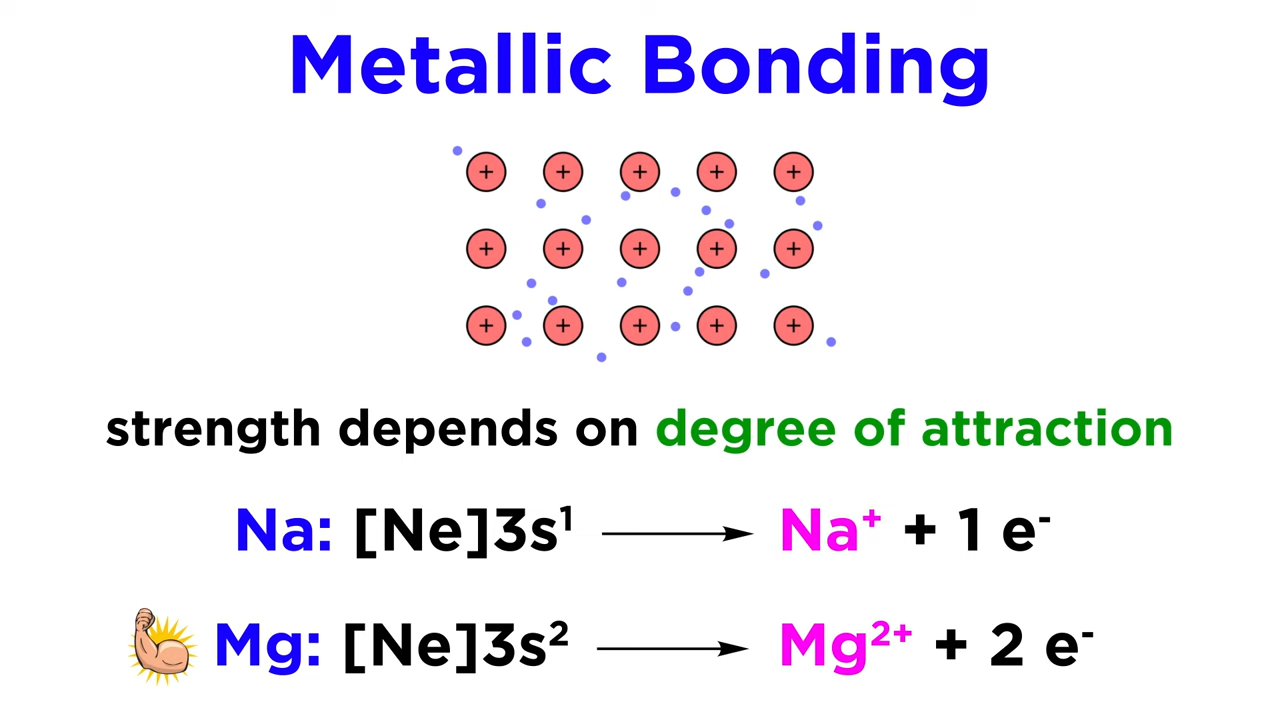 Metallic Bonding
+ + + + +
+ + + + +
+ + + + +
strength depends on degree of attraction
Na: [Ne]3s¹ ⟶ Na⁺ + 1 e⁻
Mg: [Ne]3s² ⟶ Mg²⁺ + 2 e⁻